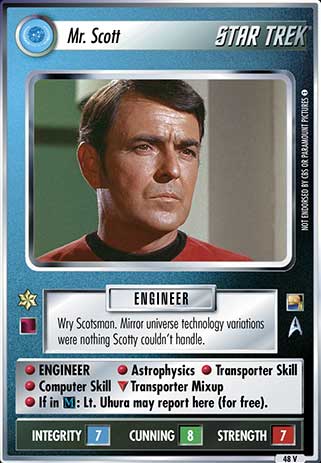 Mr. Scott
STAR TREK
NOT ENDORSED BY CBS OR PARAMOUNT PICTURES
ENGINEER
Wry Scotsman. Mirror universe technology variations
were nothing Scotty couldn't handle.
ENGINEER Astrophysics Transporter Skill
Computer Skill Transporter Mixup
If in M: Lt. Uhura may report here (for free).
INTEGRITY 7 CUNNING 8 STRENGTH 7
48 V